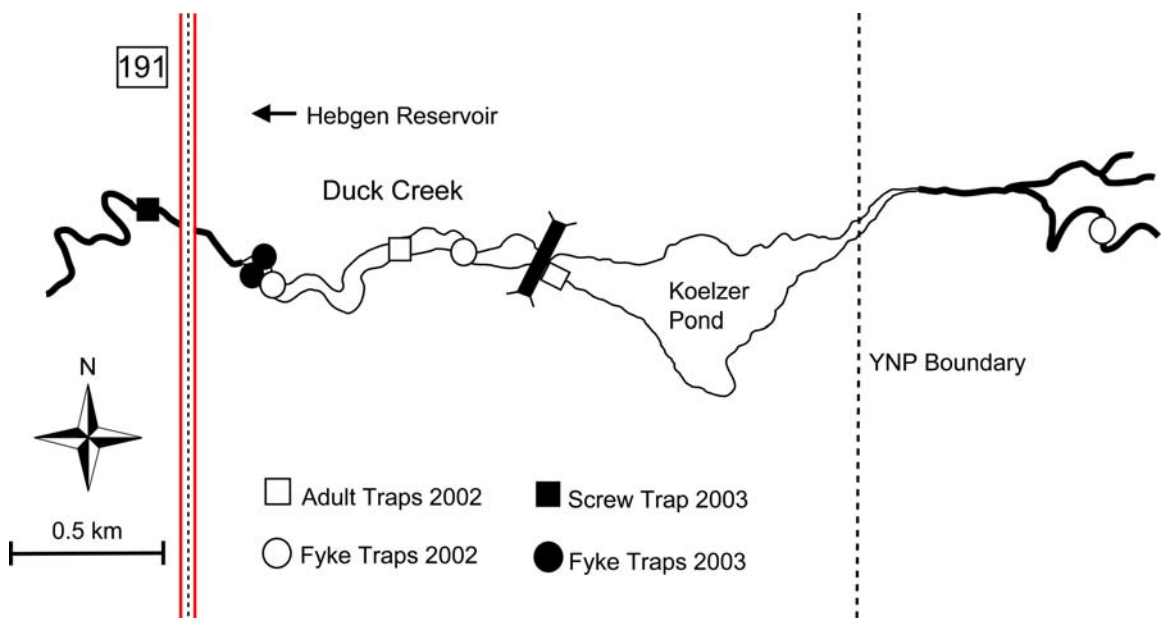 191
Hebgen Reservoir
Duck Creek
Koelzer
Pond
YNP Boundary
N
0.5 km
Adult Traps 2002
Screw Trap 2003
Fyke Traps 2002
Fyke Traps 2003